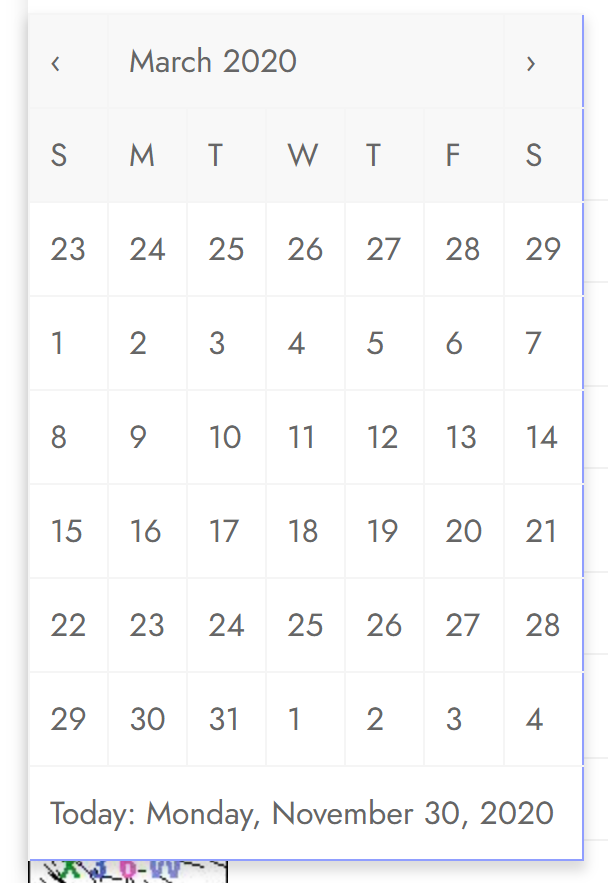 ‹ March 2020 ›
S M T W T F S
23 24 25 26 27 28 29
1 2 3 4 5 6 7
8 9 10 11 12 13 14
15 16 17 18 19 20 21
22 23 24 25 26 27 28
29 30 31 1 2 3 4
Today: Monday, November 30, 2020